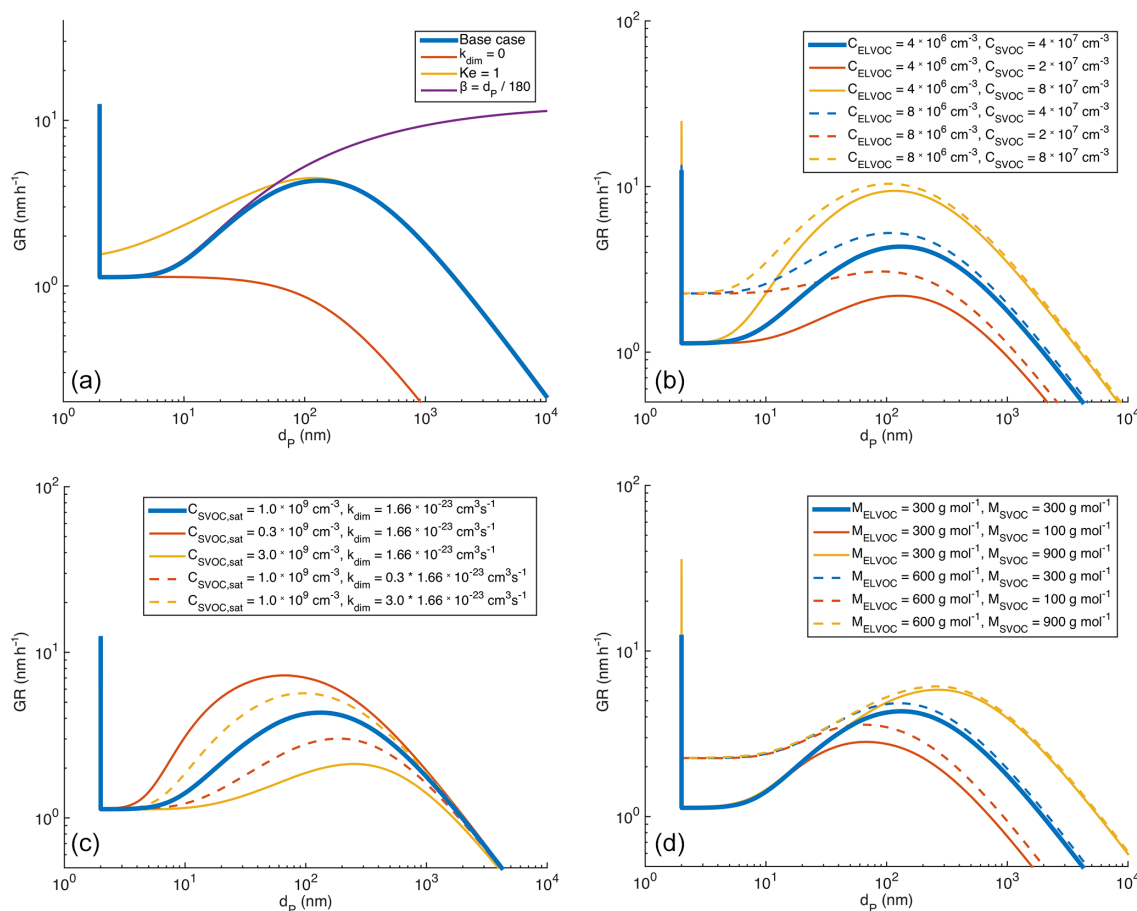 Base case
k_dim = 0
Ke = 1
β = d_P / 180
10^1
10^0
GR (nm h^-1)
(a)
10^0 10^1 10^2 10^3 10^4
d_P (nm)
C_ELVOC = 4 * 10^6 cm^-3, C_SVOC = 4 * 10^7 cm^-3
C_ELVOC = 4 * 10^6 cm^-3, C_SVOC = 2 * 10^7 cm^-3
C_ELVOC = 4 * 10^6 cm^-3, C_SVOC = 8 * 10^7 cm^-3
C_ELVOC = 8 * 10^6 cm^-3, C_SVOC = 4 * 10^7 cm^-3
C_ELVOC = 8 * 10^6 cm^-3, C_SVOC = 2 * 10^7 cm^-3
C_ELVOC = 8 * 10^6 cm^-3, C_SVOC = 8 * 10^7 cm^-3
10^2
10^1
10^0
GR (nm h^-1)
(b)
10^0 10^1 10^2 10^3 10^4
d_P (nm)
C_SVOC,sat = 1.0 * 10^9 cm^-3, k_dim = 1.66 * 10^-23 cm^3s^-1
C_SVOC,sat = 0.3 * 10^9 cm^-3, k_dim = 1.66 * 10^-23 cm^3s^-1
C_SVOC,sat = 3.0 * 10^9 cm^-3, k_dim = 1.66 * 10^-23 cm^3s^-1
C_SVOC,sat = 1.0 * 10^9 cm^-3, k_dim = 0.3 * 1.66 * 10^-23 cm^3s^-1
C_SVOC,sat = 1.0 * 10^9 cm^-3, k_dim = 3.0 * 1.66 * 10^-23 cm^3s^-1
10^2
10^1
10^0
GR (nm h^-1)
(c)
10^0 10^1 10^2 10^3 10^4
d_P (nm)
M_ELVOC = 300 g mol^-1, M_SVOC = 300 g mol^-1
M_ELVOC = 300 g mol^-1, M_SVOC = 100 g mol^-1
M_ELVOC = 300 g mol^-1, M_SVOC = 900 g mol^-1
M_ELVOC = 600 g mol^-1, M_SVOC = 300 g mol^-1
M_ELVOC = 600 g mol^-1, M_SVOC = 100 g mol^-1
M_ELVOC = 600 g mol^-1, M_SVOC = 900 g mol^-1
10^2
10^1
10^0
GR (nm h^-1)
(d)
10^0 10^1 10^2 10^3 10^4
d_P (nm)